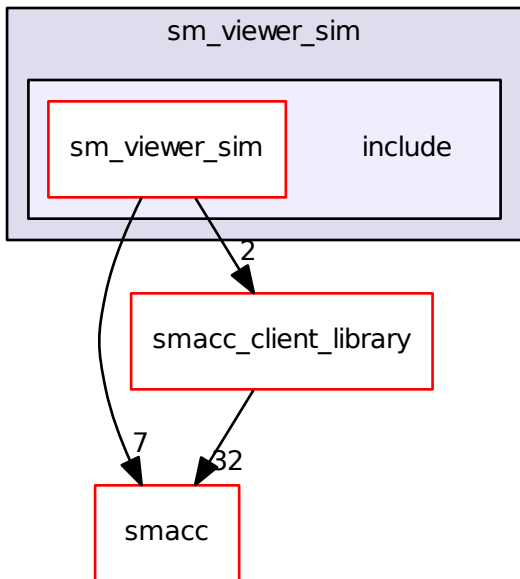 sm_viewer_sim
sm_viewer_sim
include
2
smacc_client_library
7
32
smacc